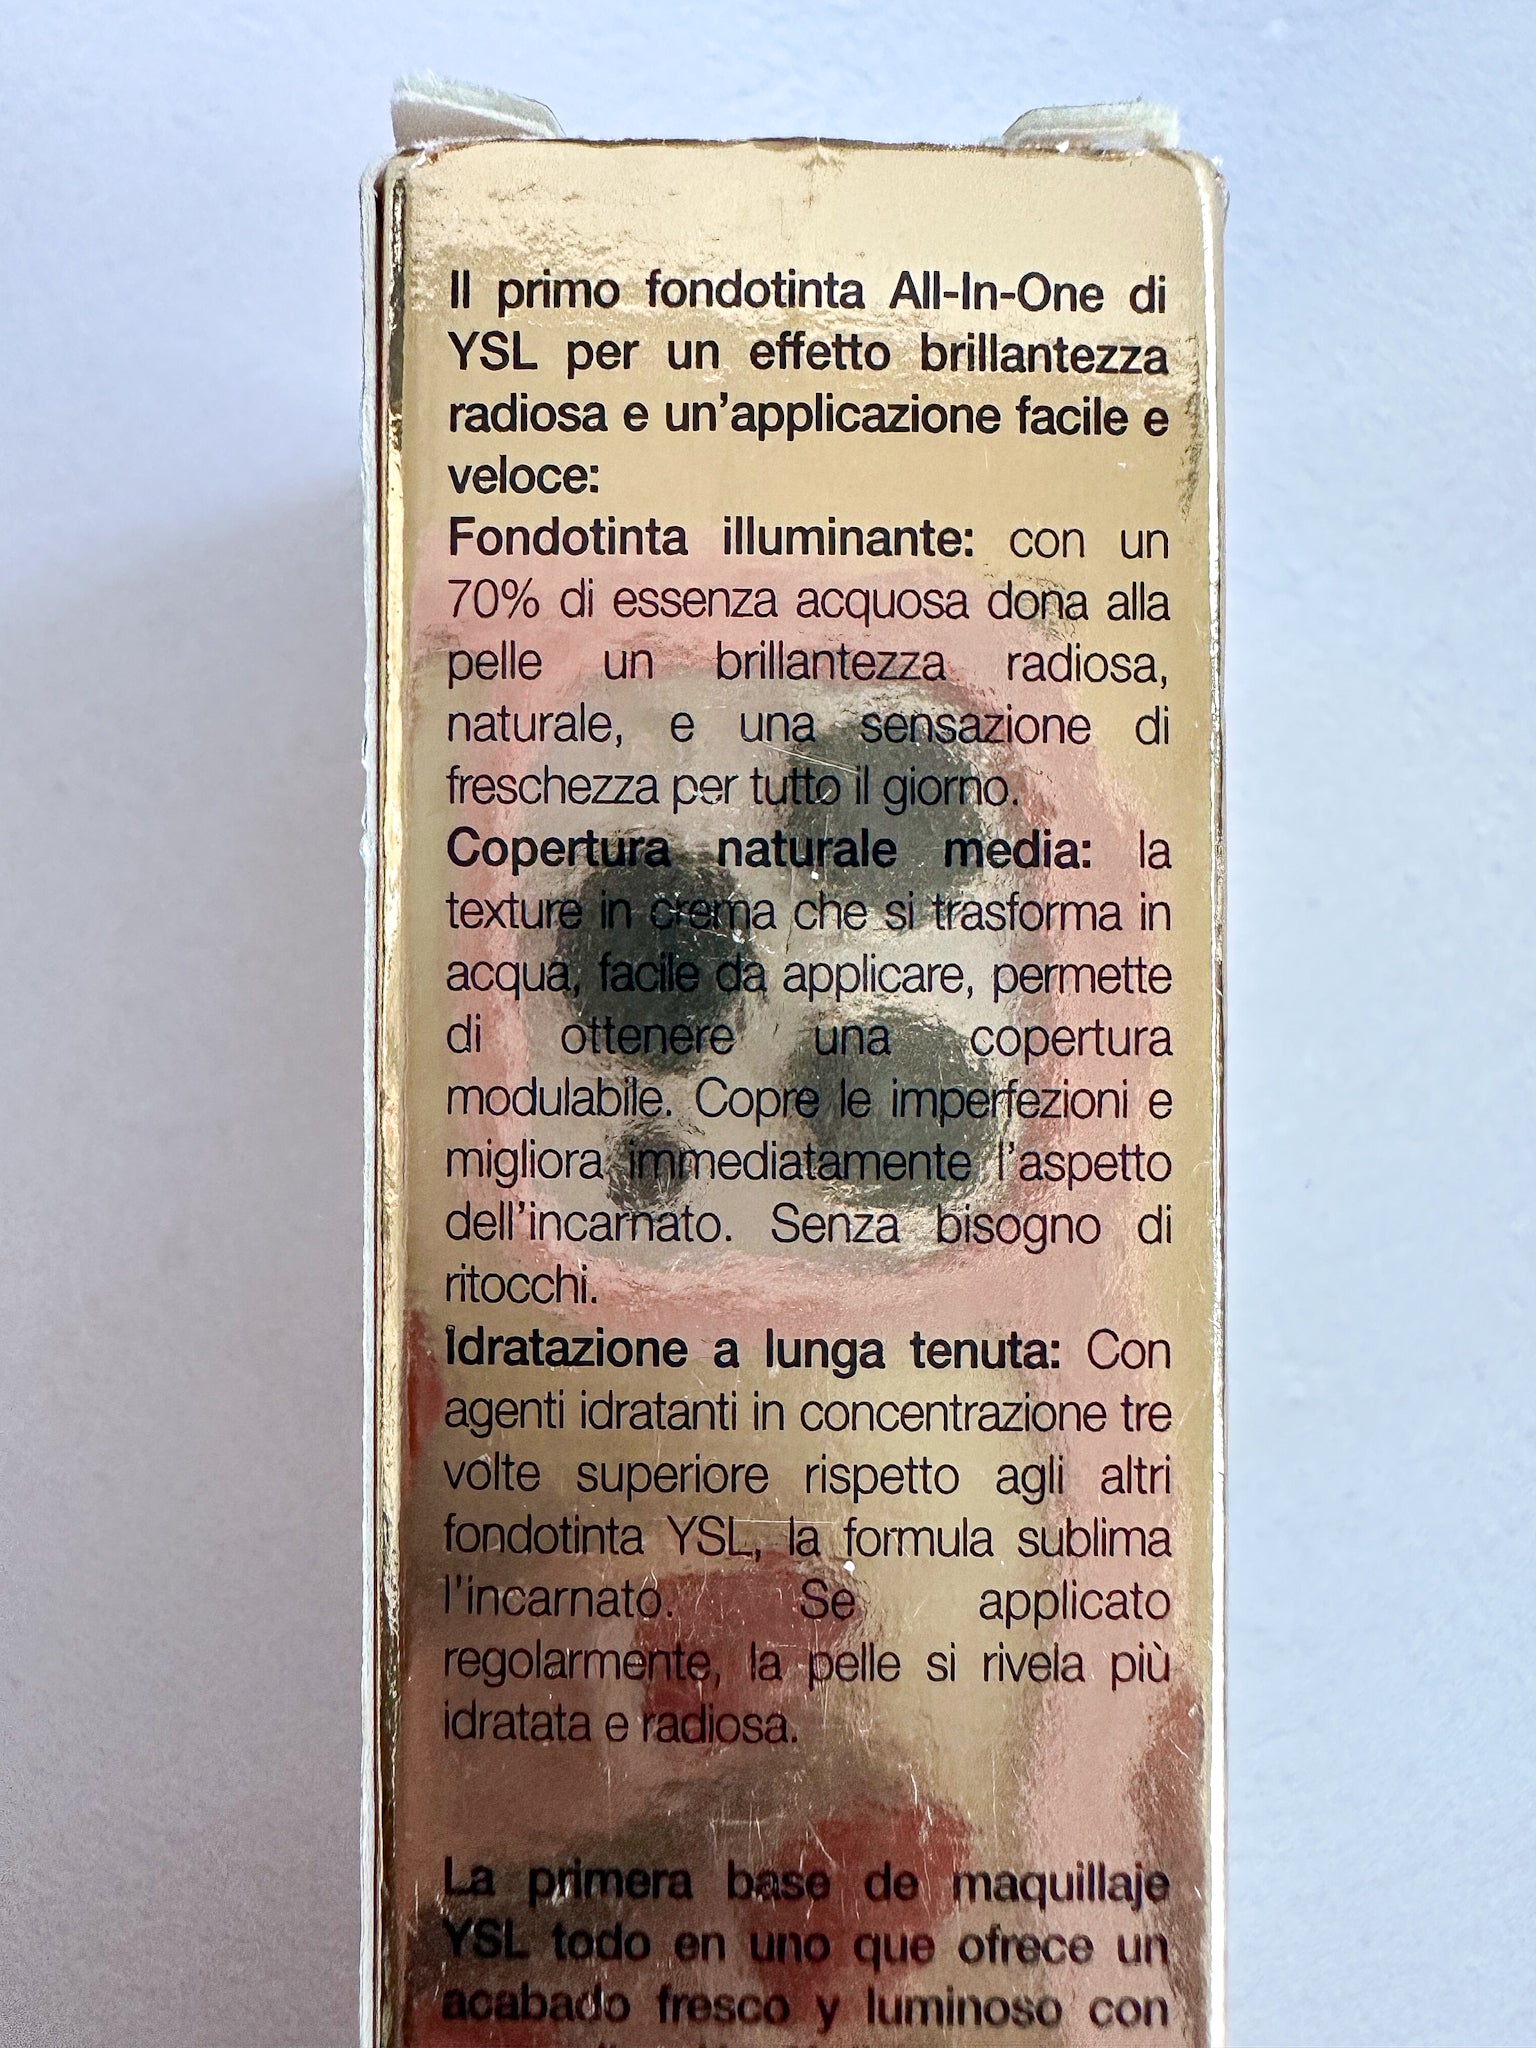 Il primo fondotinta All-In-One di
YSL per un effetto brillantezza
radiosa e un'applicazione facile e
veloce:
Fondotinta illuminante: con un
70% di essenza acquosa dona alla
pelle un brillantezza radiosa,
naturale, e una sensazione di
freschezza per tutto il giorno.
Copertura naturale media: la
texture in crema che si trasforma in
acqua, facile da applicare, permette
di ottenere una copertura
modulabile. Copre le imperfezioni e
migliora immediatamente l'aspetto
dell'incarnato. Senza bisogno di
ritocchi.
Idratazione a lunga tenuta: Con
agenti idratanti in concentrazione tre
volte superiore rispetto agli altri
fondotinta YSL, la formula sublima
l'incarnato. Se applicato
regolarmente, la pelle si rivela più
idratata e radiosa.
La primera base de maquillaje
YSL todo en uno que ofrece un
acabado fresco y luminoso con